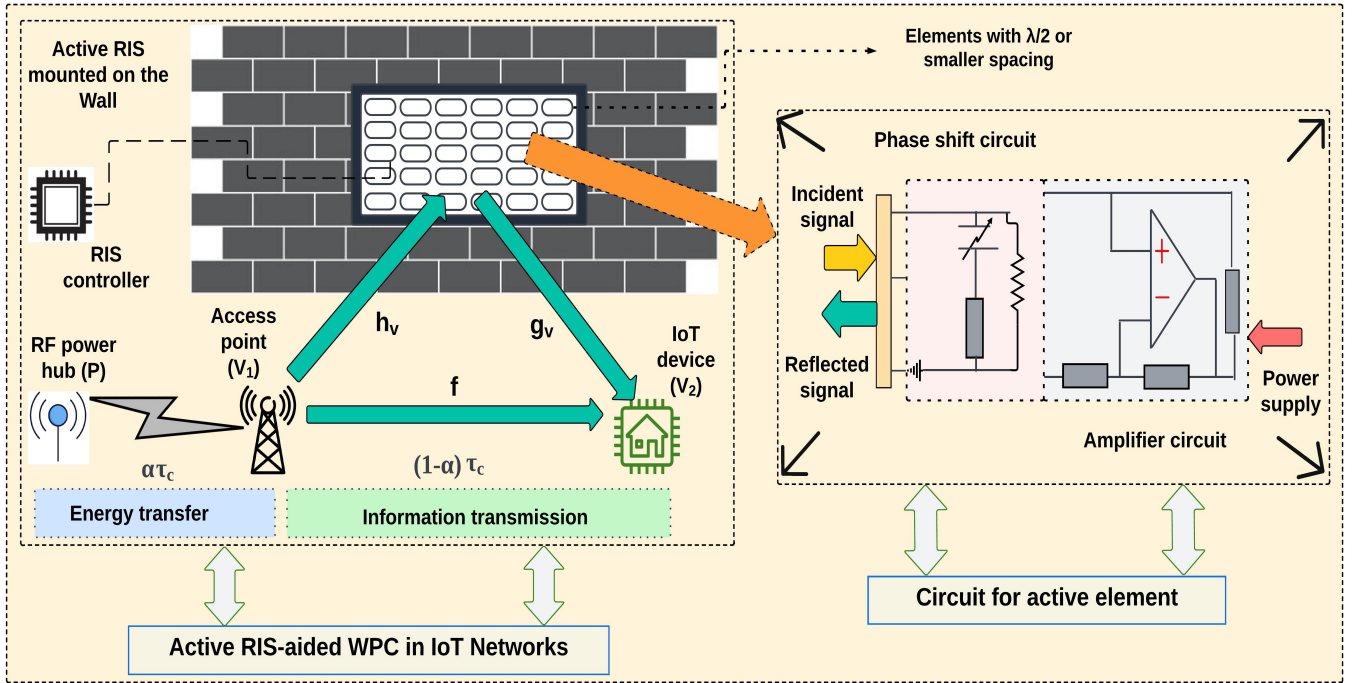 Active RIS
mounted on the
Wall
Elements with λ/2 or
smaller spacing
RIS
controller
Phase shift circuit
Incident
signal
Reflected
signal
+
−
Power
supply
Amplifier circuit
Access
point
(V₁)
RF power
hub (P)
hᵥ
gᵥ
f
IoT
device
(V₂)
ατ_c
(1-α) τ_c
Energy transfer
Information transmission
Active RIS-aided WPC in IoT Networks
Circuit for active element